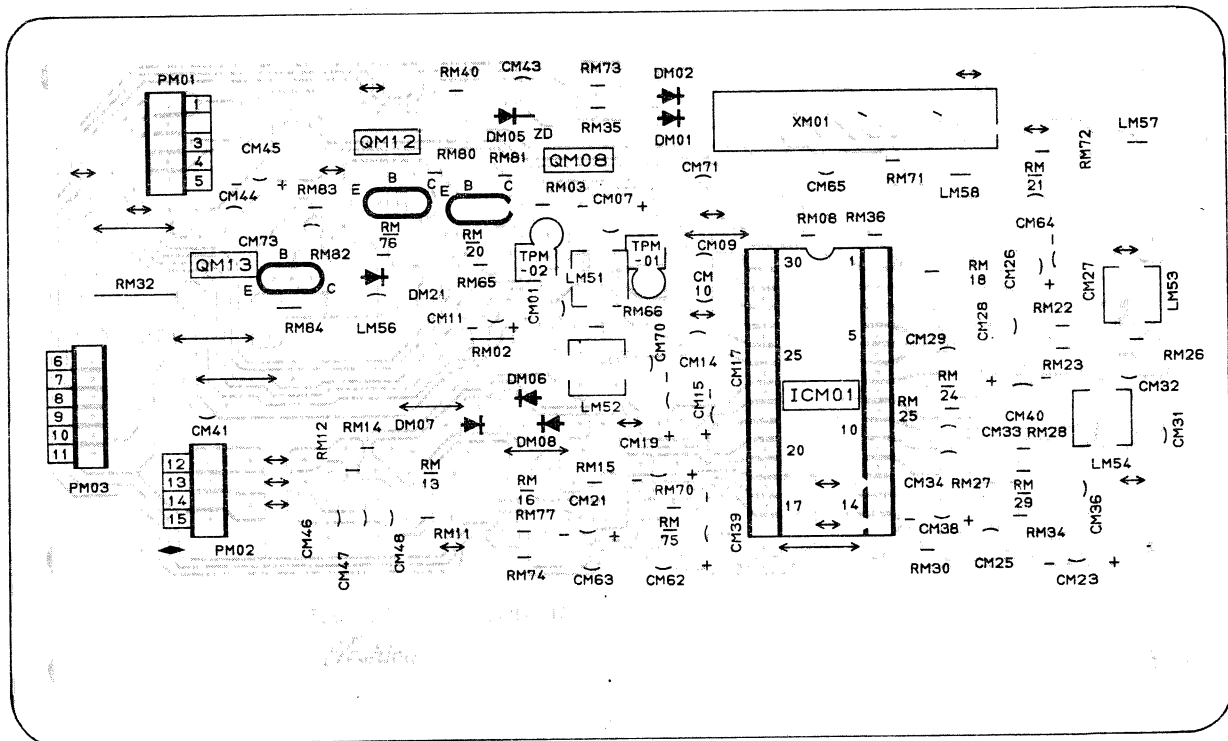 PM01
RM40
CM43
RM73
DM02
1
3
4
5
CM45
QM12
DM05
ZD
RM35
DM01
XM01
LM57
RM72
RM80
RM81
QM08
CM71
RM71
CM65
LM58
RM
21
CM44
RM83
E
B
C
E
B
C
RM03
CM07
RM08
RM36
CM64
CM73
RM82
RM
76
RM
20
TPM
-02
TPM
-01
CM09
QM13
B
E
C
RM65
LM51
CM
10
30
1
RM
18
CM26
CM27
LM53
RM32
DM21
CM01
RM66
RM84
LM56
CM11
RM02
CM70
CM14
CM17
5
25
CM29
CM28
RM22
RM23
RM26
6
7
8
9
10
11
PM03
DM06
LM52
CM15
ICM01
RM
25
RM
24
CM32
CM41
RM12
RM14
DM07
DM08
CM19
10
20
CM40
CM33
RM28
LM54
CM31
12
13
14
15
PM02
RM
13
RM
16
RM15
CM21
RM70
17
14
CM34
RM27
RM
29
CM36
CM46
CM47
CM48
RM11
RM77
RM
75
CM39
CM38
RM34
RM74
CM63
CM62
RM30
CM25
CM23